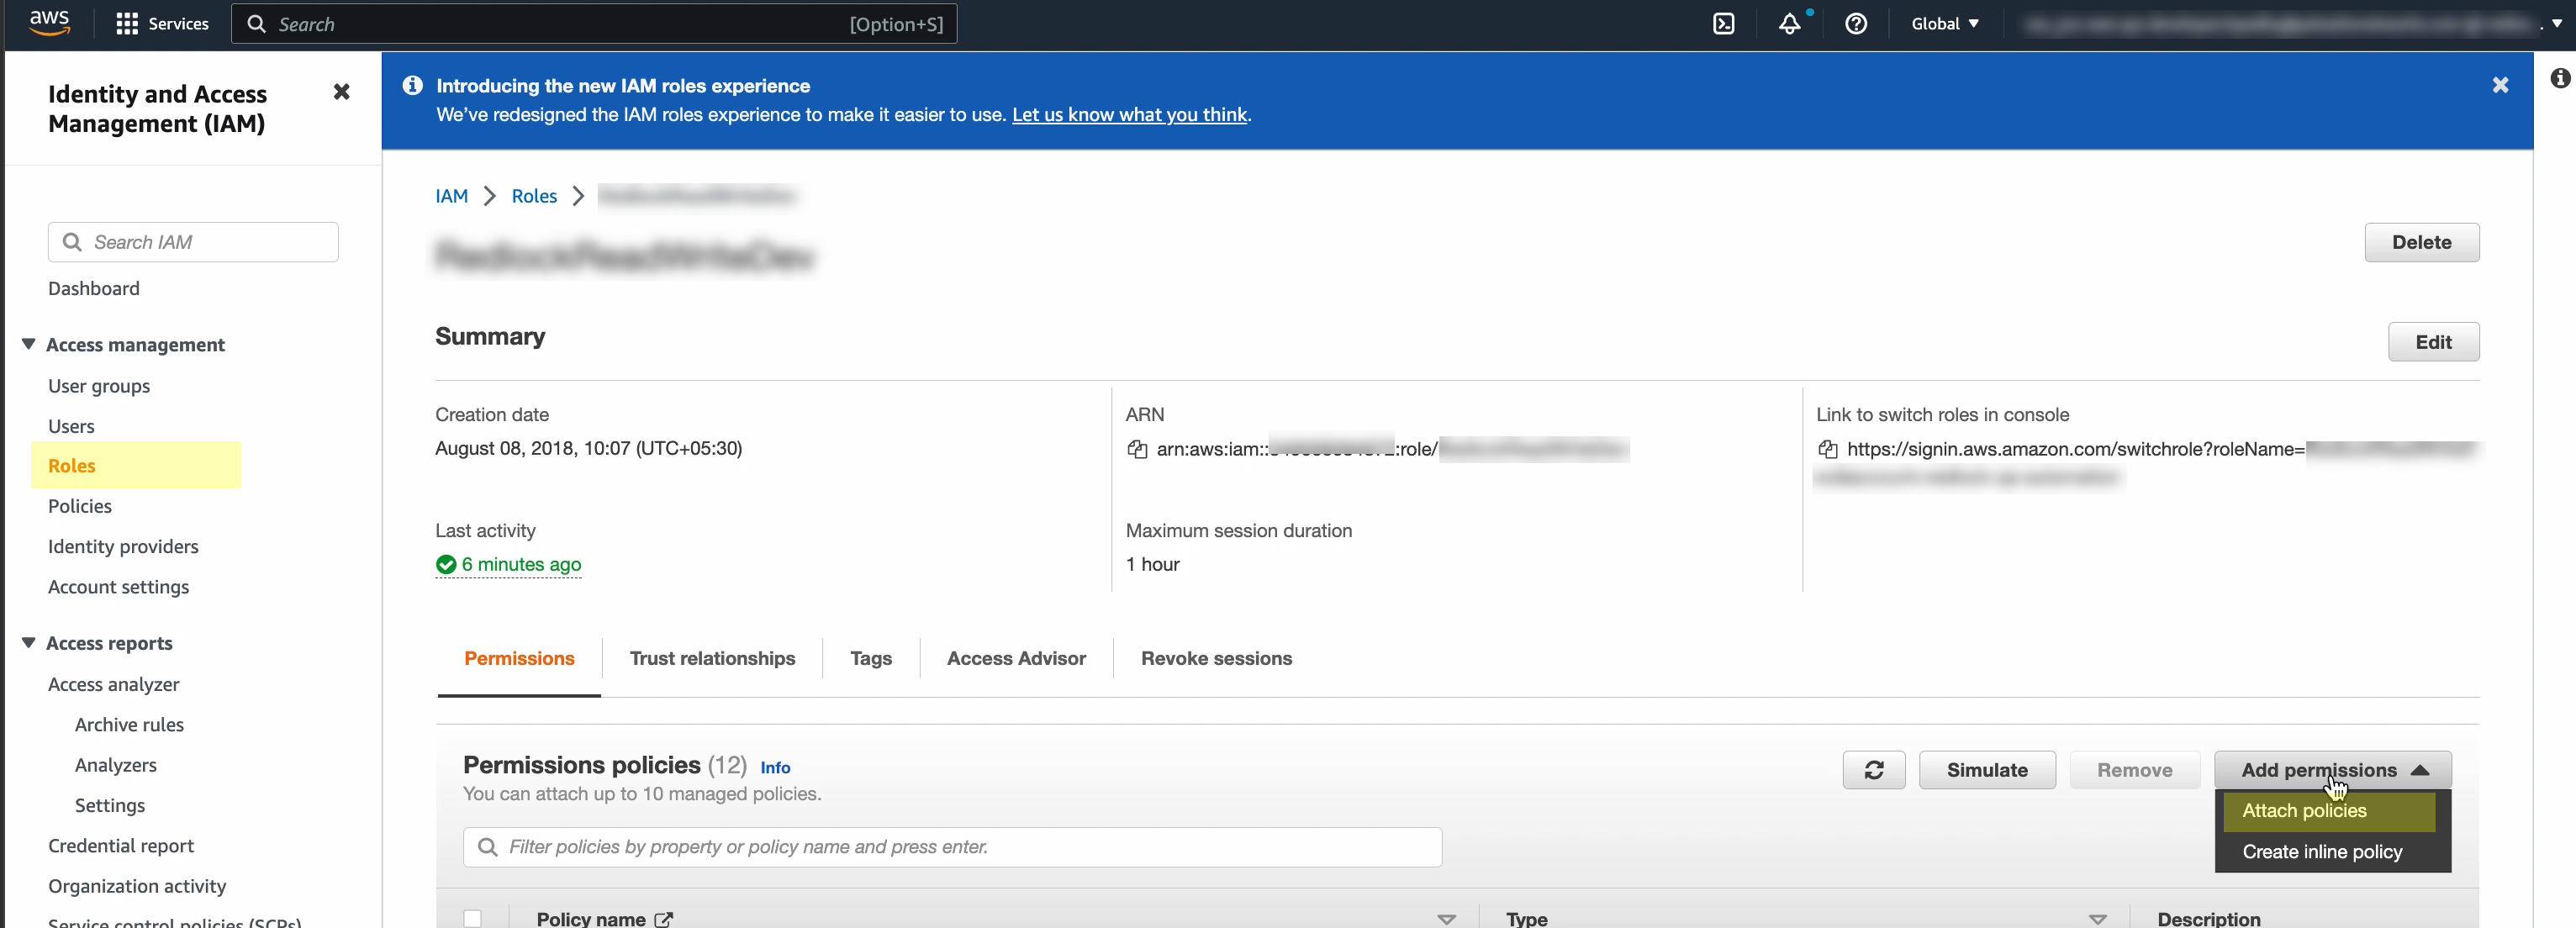 aws
Services
Search
[Option+S]
Global
Identity and Access
Management (IAM)
Search IAM
Dashboard
Access management
User groups
Users
Roles
Policies
Identity providers
Account settings
Access reports
Access analyzer
Archive rules
Analyzers
Settings
Credential report
Organization activity
Service control policies (SCPs)
Introducing the new IAM roles experience
We've redesigned the IAM roles experience to make it easier to use. Let us know what you think.
IAM > Roles >
Delete
Summary
Edit
Creation date
August 08, 2018, 10:07 (UTC+05:30)
ARN
arn:aws:iam:: :role/
Link to switch roles in console
https://signin.aws.amazon.com/switchrole?roleName=
Last activity
6 minutes ago
Maximum session duration
1 hour
Permissions
Trust relationships
Tags
Access Advisor
Revoke sessions
Permissions policies (12) Info
You can attach up to 10 managed policies.
Simulate
Remove
Add permissions
Attach policies
Create inline policy
Filter policies by property or policy name and press enter.
Policy name
Type
Description